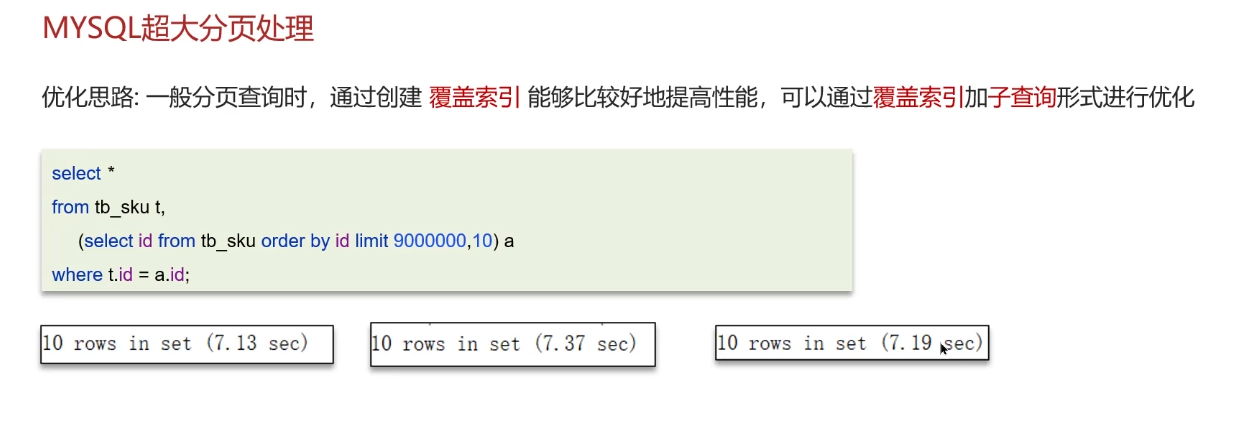 MYSQL超大分页处理
优化思路: 一般分页查询时，通过创建 覆盖索引 能够比较好地提高性能，可以通过覆盖索引加子查询形式进行优化
select *
from tb_sku t,
(select id from tb_sku order by id limit 9000000,10) a
where t.id = a.id;
10 rows in set (7.13 sec)
10 rows in set (7.37 sec)
10 rows in set (7.19 sec)